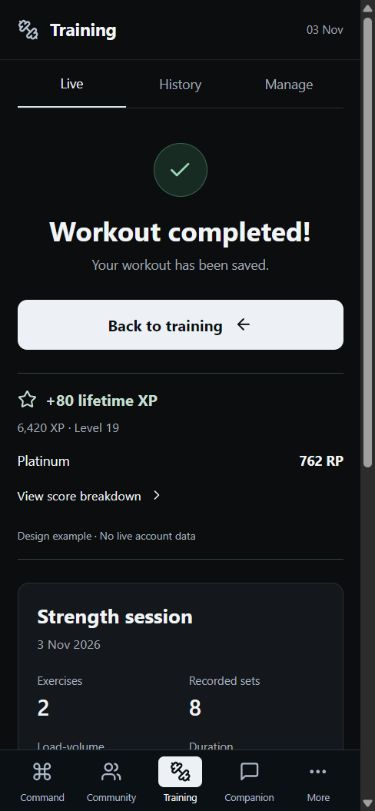 Training
03 Nov
Live
History
Manage
Workout completed!
Your workout has been saved.
Back to training
+80 lifetime XP
6,420 XP · Level 19
Platinum
762 RP
View score breakdown
Design example · No live account data
Strength session
3 Nov 2026
Exercises
Recorded sets
2
8
Load-volume
Duration
Command
Community
Training
Companion
More